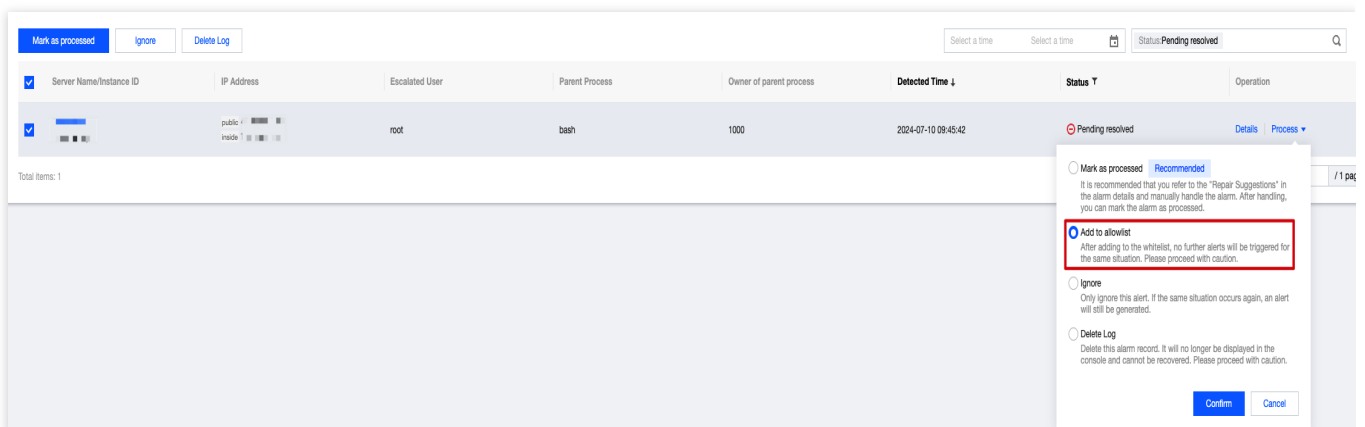 Mark as processed Ignore Delete Log Select a time Select a time Status:Pending resolved
Server Name/Instance ID IP Address Escalated User Parent Process Owner of parent process Detected Time ↓ Status Operation
public
inside
root bash 1000 2024-07-10 09:45:42 Pending resolved Details Process
Total items: 1
/ 1 pag
Mark as processed Recommended
It is recommended that you refer to the "Repair Suggestions" in
the alarm details and manually handle the alarm. After handling,
you can mark the alarm as processed.
Add to allowlist
After adding to the whitelist, no further alerts will be triggered for
the same situation. Please proceed with caution.
Ignore
Only ignore this alert. If the same situation occurs again, an alert
will still be generated.
Delete Log
Delete this alarm record. It will no longer be displayed in the
console and cannot be recovered. Please proceed with caution.
Confirm Cancel